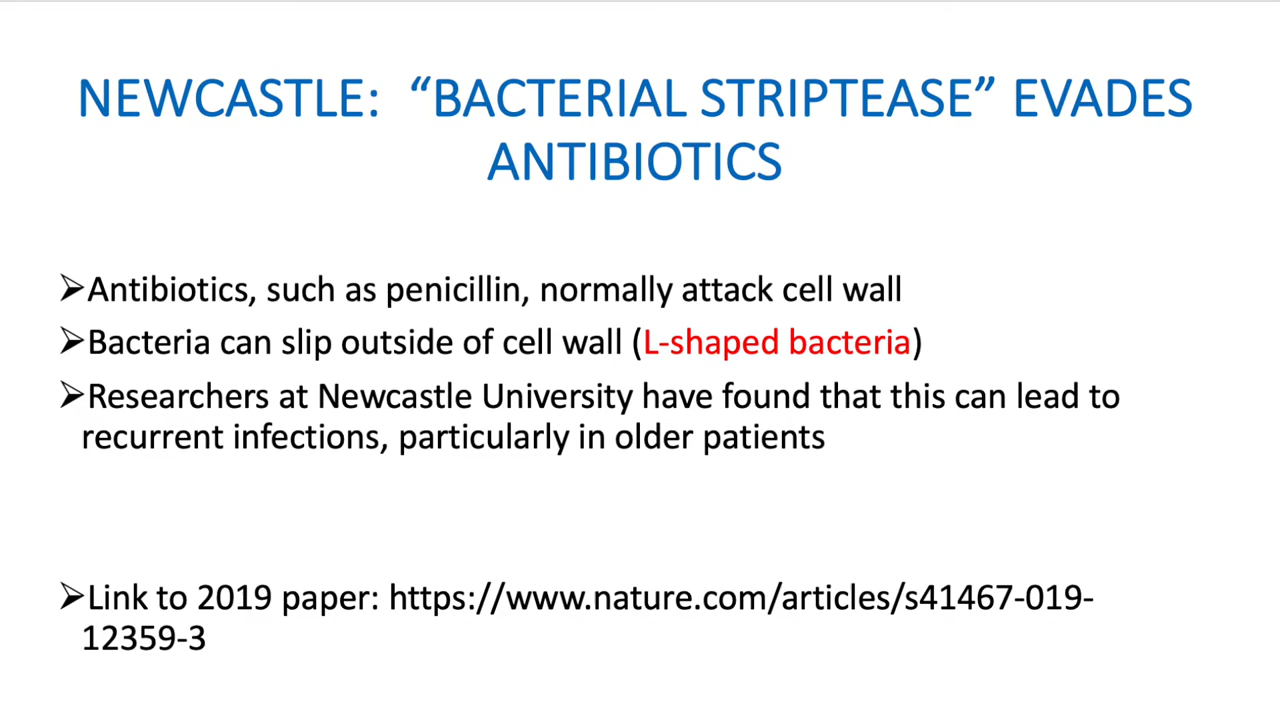 NEWCASTLE: “BACTERIAL STRIPTEASE” EVADES
ANTIBIOTICS
➢Antibiotics, such as penicillin, normally attack cell wall
➢Bacteria can slip outside of cell wall (L-shaped bacteria)
➢Researchers at Newcastle University have found that this can lead to
recurrent infections, particularly in older patients
➢Link to 2019 paper: https://www.nature.com/articles/s41467-019-
12359-3